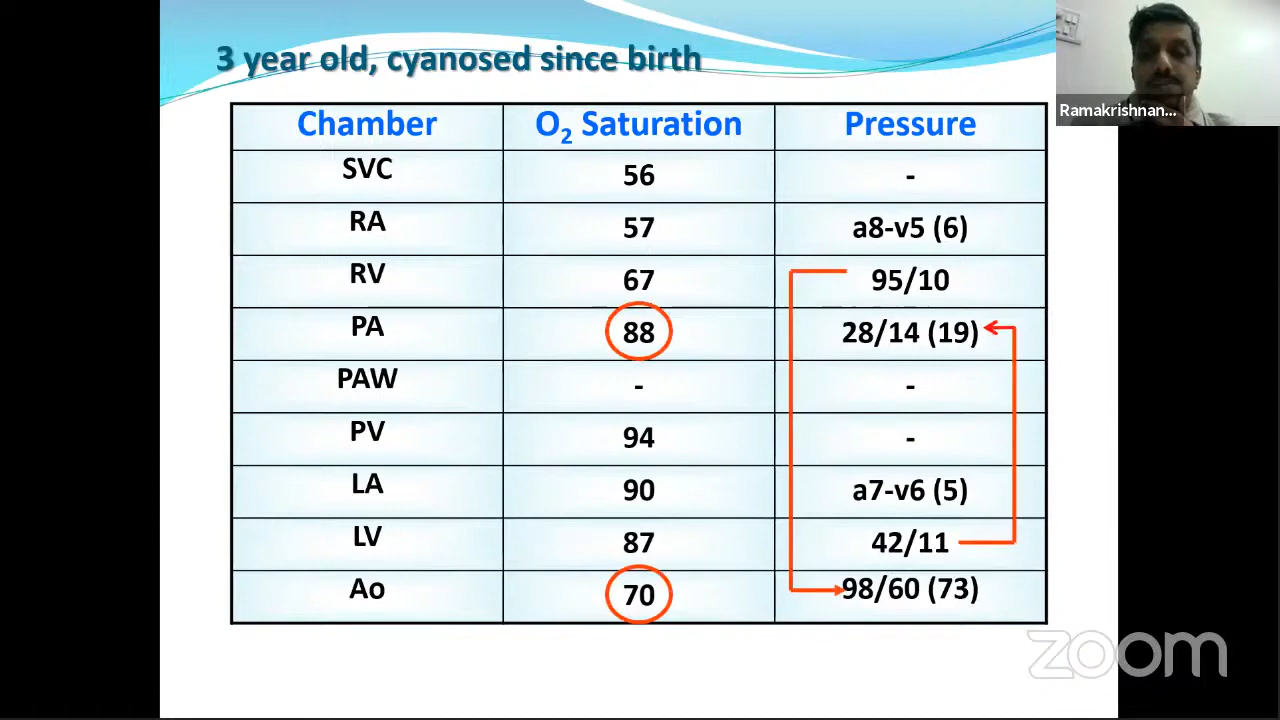 3 year old, cyanosed since birth
Ramakrishnan...
Chamber O2 Saturation Pressure
SVC 56 -
RA 57 a8-v5 (6)
RV 67 95/10
PA 88 28/14 (19)
PAW - -
PV 94 -
LA 90 a7-v6 (5)
LV 87 42/11
Ao 70 98/60 (73)
zoom